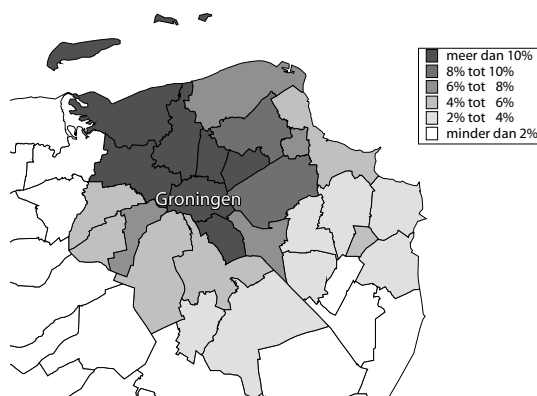 meer dan 10%
8% tot 10%
6% tot 8%
4% tot 6%
2% tot 4%
minder dan 2%
Groningen